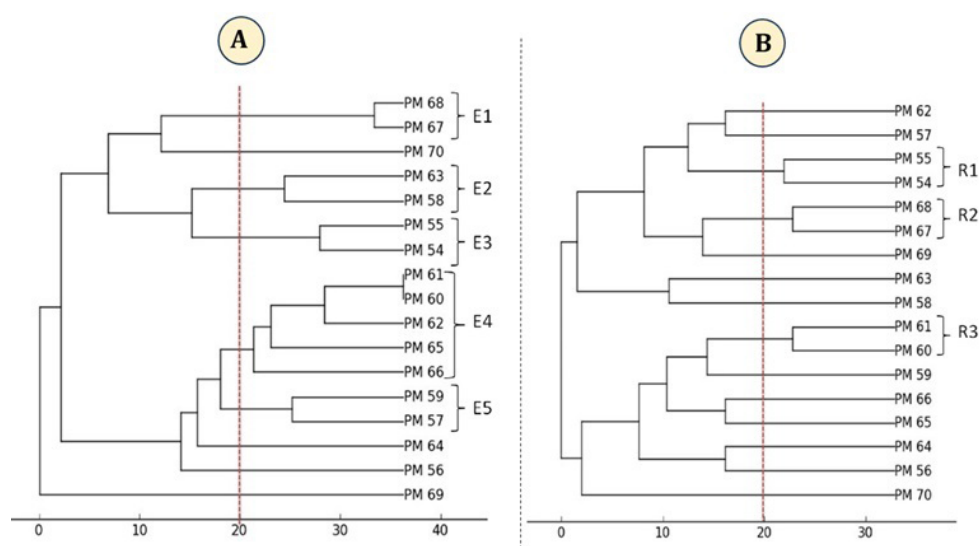 A
PM 68
PM 67
E1
PM 70
PM 63
PM 58
E2
PM 55
PM 54
E3
PM 61
PM 60
PM 62
PM 65
PM 66
E4
PM 59
PM 57
E5
PM 64
PM 56
PM 69
0 10 20 30 40
B
PM 62
PM 57
PM 55
PM 54
R1
PM 68
PM 67
R2
PM 69
PM 63
PM 58
PM 61
PM 60
R3
PM 59
PM 66
PM 65
PM 64
PM 56
PM 70
0 10 20 30